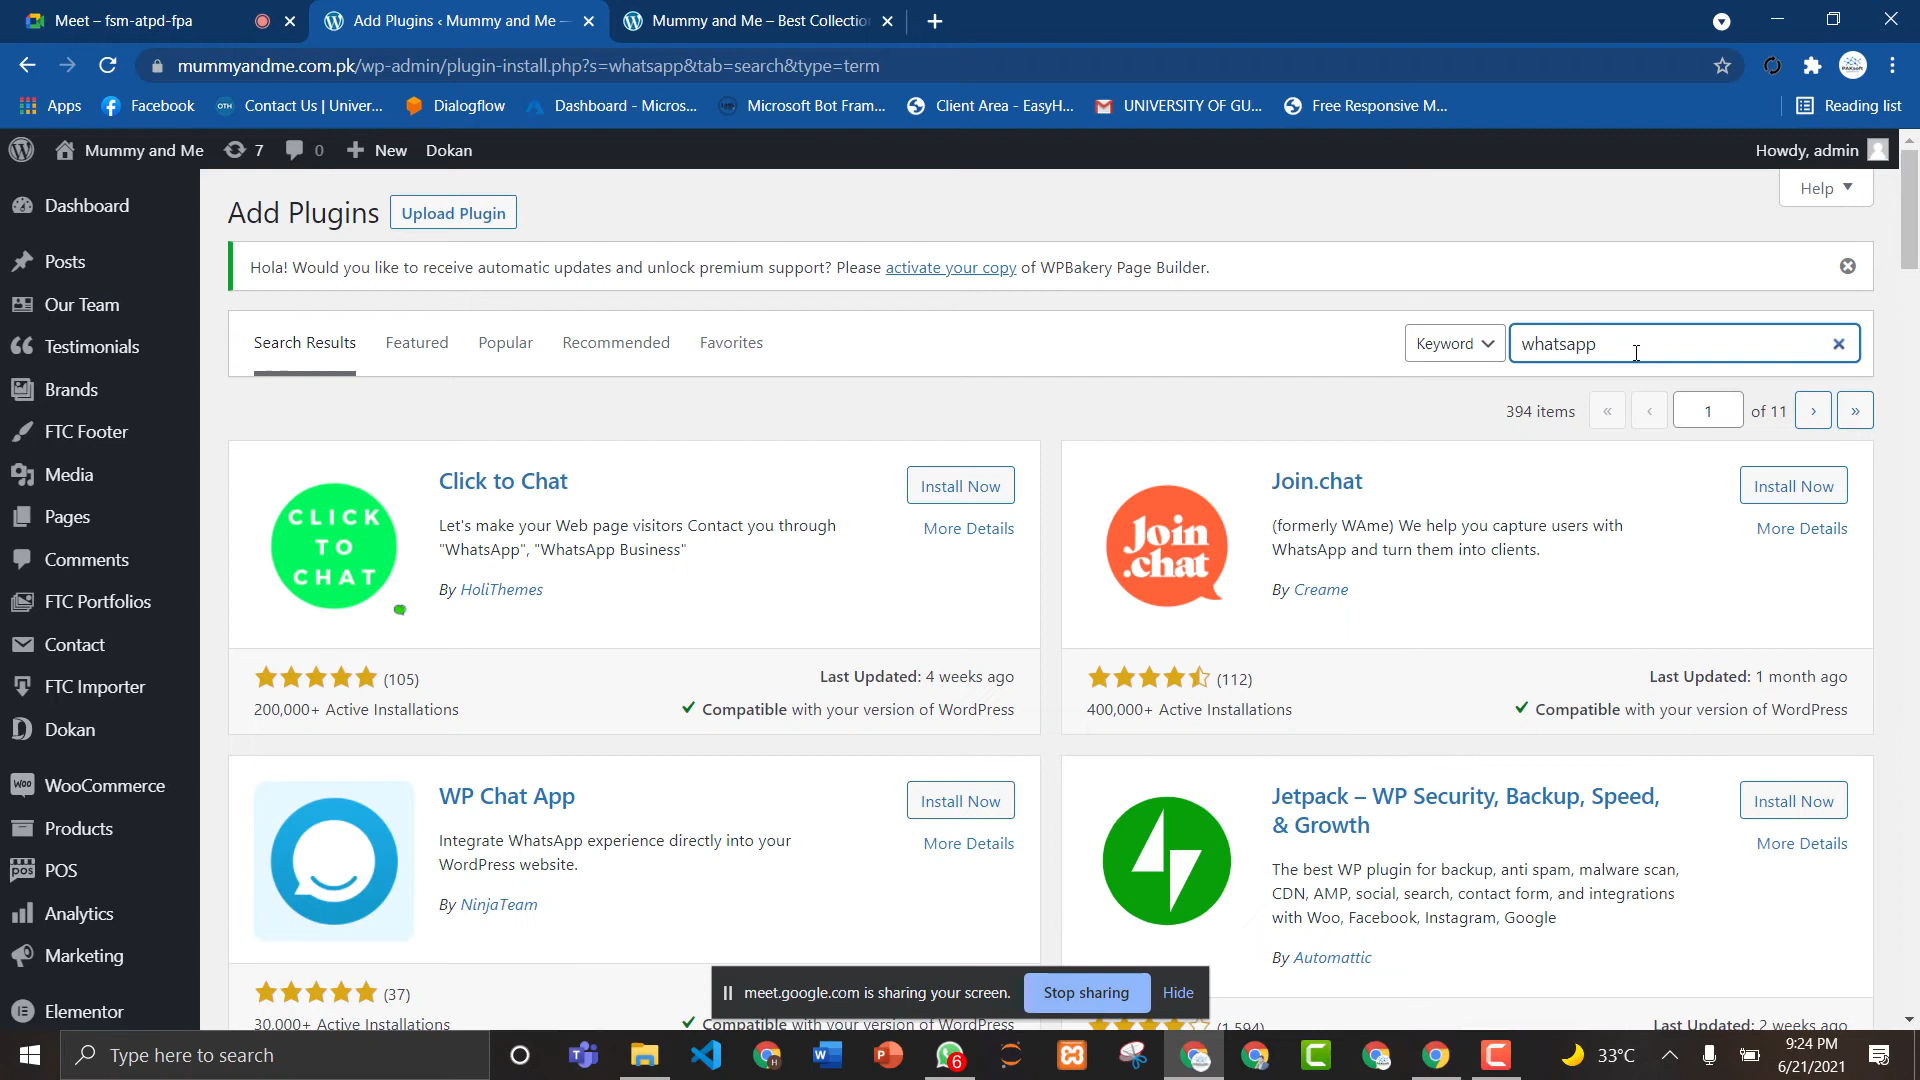 Meet – fsm-atpd-fpa
Add Plugins ‹ Mummy and Me —
Mummy and Me – Best Collection
mummyandme.com.pk/wp-admin/plugin-install.php?s=whatsapp&tab=search&type=term
Apps
Facebook
Contact Us | Univer...
Dialogflow
Dashboard - Micros...
Microsoft Bot Fram...
Client Area - EasyH...
UNIVERSITY OF GU...
Free Responsive M...
Reading list
Mummy and Me
7
0
New
Dokan
Howdy, admin
Dashboard
Posts
Our Team
Testimonials
Brands
FTC Footer
Media
Pages
Comments
FTC Portfolios
Contact
FTC Importer
Dokan
WooCommerce
Products
POS
Analytics
Marketing
Elementor
Help
Add Plugins
Upload Plugin
Hola! Would you like to receive automatic updates and unlock premium support? Please activate your copy of WPBakery Page Builder.
Search Results
Featured
Popular
Recommended
Favorites
Keyword
whatsapp
394 items
«
‹
1
of 11
›
»
CLICK
TO
CHAT
Click to Chat
Install Now
More Details
Let's make your Web page visitors Contact you through
"WhatsApp", "WhatsApp Business"
By HoliThemes
(105)
Last Updated: 4 weeks ago
200,000+ Active Installations
Compatible with your version of WordPress
Join
.chat
Join.chat
Install Now
More Details
(formerly WAme) We help you capture users with
WhatsApp and turn them into clients.
By Creame
(112)
Last Updated: 1 month ago
400,000+ Active Installations
Compatible with your version of WordPress
WP Chat App
Install Now
More Details
Integrate WhatsApp experience directly into your
WordPress website.
By NinjaTeam
(37)
30,000+ Active Installations
Compatible with your version of WordPress
Jetpack – WP Security, Backup, Speed,
& Growth
Install Now
More Details
The best WP plugin for backup, anti spam, malware scan,
CDN, AMP, social, search, contact form, and integrations
with Woo, Facebook, Instagram, Google
By Automattic
(1,594)
Last Updated: 2 weeks ago
meet.google.com is sharing your screen.
Stop sharing
Hide
Type here to search
6
33°C
9:24 PM
6/21/2021